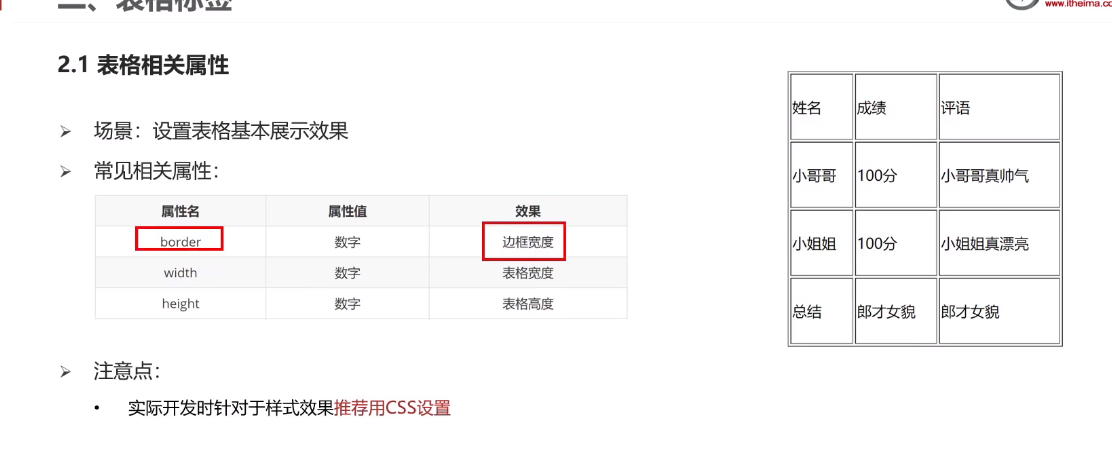 二、表格标签
www.itheima.co
2.1 表格相关属性
场景：设置表格基本展示效果
常见相关属性：
属性名 属性值 效果
border 数字 边框宽度
width 数字 表格宽度
height 数字 表格高度
注意点：
实际开发时针对于样式效果推荐用CSS设置
姓名 成绩 评语
小哥哥 100分 小哥哥真帅气
小姐姐 100分 小姐姐真漂亮
总结 郎才女貌 郎才女貌